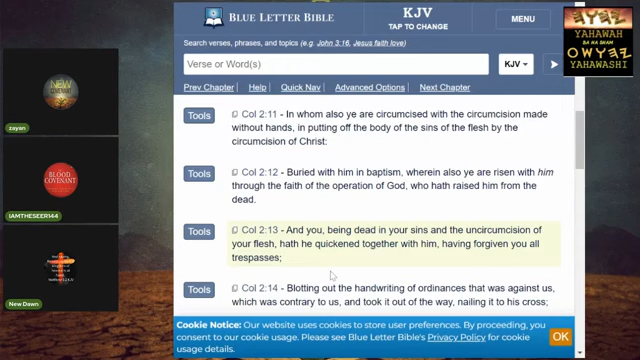 BLUE LETTER BIBLE
KJV
TAP TO CHANGE
MENU
YAHAWAH
BA HA SHAM
YAHAWASHI
Search verses, phrases, and topics (e.g. John 3:16, Jesus faith love)
Verse or Word(s)
KJV
Prev Chapter | Help | Quick Nav | Advanced Options | Next Chapter
Tools
Col 2:11 - In whom also ye are circumcised with the circumcision made
without hands, in putting off the body of the sins of the flesh by the
circumcision of Christ:
Tools
Col 2:12 - Buried with him in baptism, wherein also ye are risen with him
through the faith of the operation of God, who hath raised him from the
dead.
Tools
Col 2:13 - And you, being dead in your sins and the uncircumcision of
your flesh, hath he quickened together with him, having forgiven you all
trespasses;
Tools
Col 2:14 - Blotting out the handwriting of ordinances that was against us,
which was contrary to us, and took it out of the way, nailing it to his cross;
Cookie Notice: Our website uses cookies to store user preferences. By proceeding, you
consent to our cookie usage. Please see Blue Letter Bible's Privacy Policy for cookie
usage details.
OK
NEW
COVENANT
zayan
BLOOD
COVENANT
IAMTHESEER144
New Dawn